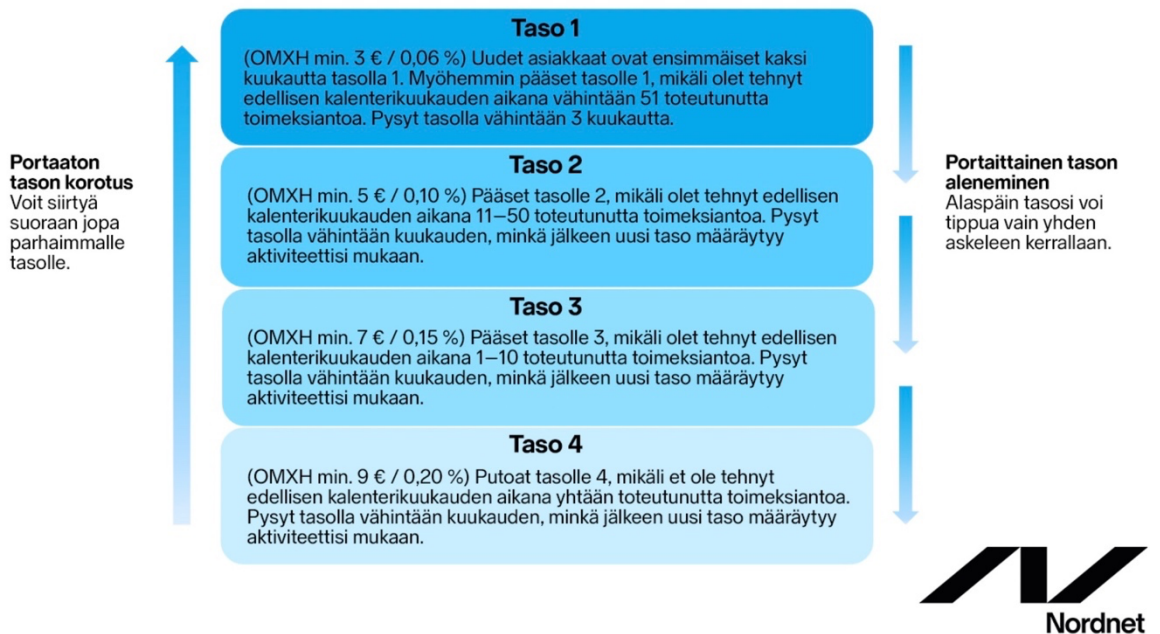 Taso 1
(OMXH min. 3 € / 0,06 %) Uudet asiakkaat ovat ensimmäiset kaksi
kuukautta tasolla 1. Myöhemmin pääset tasolle 1, mikäli olet tehnyt
edellisen kalenterikuukauden aikana vähintään 51 toteutunutta
toimeksiantoa. Pysyt tasolla vähintään 3 kuukautta.
Portaaton
tason korotus
Voit siirtyä
suoraan jopa
parhaimmalle
tasolle.
Taso 2
(OMXH min. 5 € / 0,10 %) Pääset tasolle 2, mikäli olet tehnyt edellisen
kalenterikuukauden aikana 11–50 toteutunutta toimeksiantoa. Pysyt
tasolla vähintään kuukauden, minkä jälkeen uusi taso määräytyy
aktiviteettisi mukaan.
Portaittainen tason
aleneminen
Alaspäin tasosi voi
tippua vain yhden
askeleen kerrallaan.
Taso 3
(OMXH min. 7 € / 0,15 %) Pääset tasolle 3, mikäli olet tehnyt edellisen
kalenterikuukauden aikana 1–10 toteutunutta toimeksiantoa. Pysyt
tasolla vähintään kuukauden, minkä jälkeen uusi taso määräytyy
aktiviteettisi mukaan.
Taso 4
(OMXH min. 9 € / 0,20 %) Putoat tasolle 4, mikäli et ole tehnyt
edellisen kalenterikuukauden aikana yhtään toteutunutta toimeksiantoa.
Pysyt tasolla vähintään kuukauden, minkä jälkeen uusi taso määräytyy
aktiviteettisi mukaan.
Nordnet